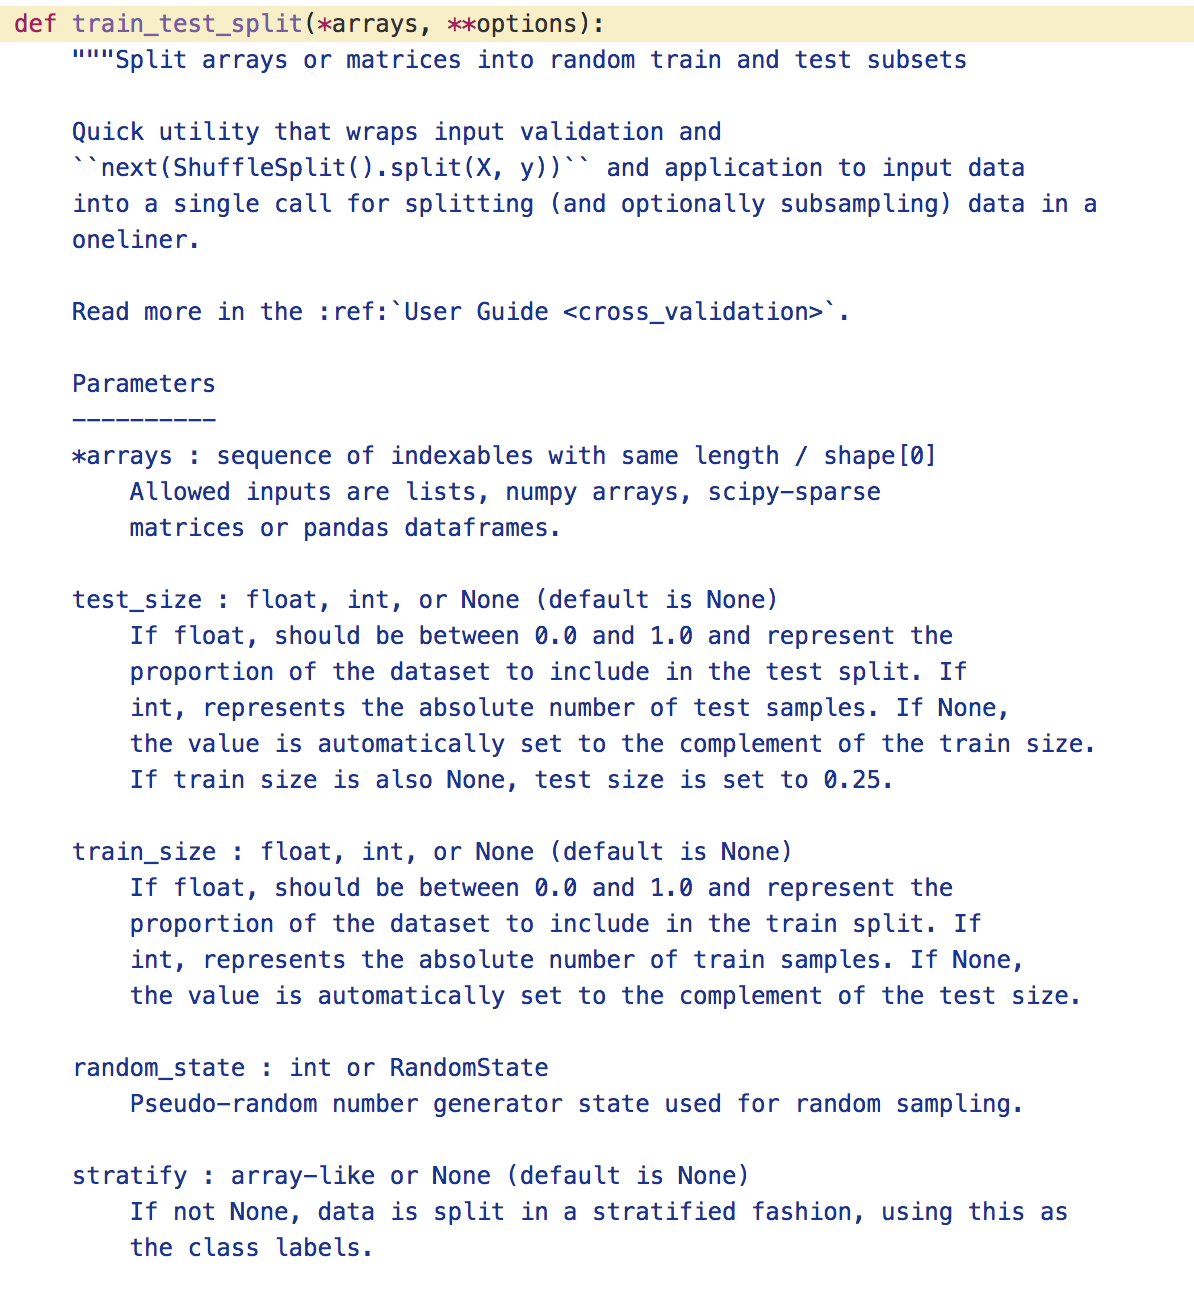 def train_test_split(*arrays, **options):
"""Split arrays or matrices into random train and test subsets
Quick utility that wraps input validation and
``next(ShuffleSplit().split(X, y))`` and application to input data
into a single call for splitting (and optionally subsampling) data in a
oneliner.
Read more in the :ref:`User Guide <cross_validation>`.
Parameters
----------
*arrays : sequence of indexables with same length / shape[0]
Allowed inputs are lists, numpy arrays, scipy-sparse
matrices or pandas dataframes.
test_size : float, int, or None (default is None)
If float, should be between 0.0 and 1.0 and represent the
proportion of the dataset to include in the test split. If
int, represents the absolute number of test samples. If None,
the value is automatically set to the complement of the train size.
If train size is also None, test size is set to 0.25.
train_size : float, int, or None (default is None)
If float, should be between 0.0 and 1.0 and represent the
proportion of the dataset to include in the train split. If
int, represents the absolute number of train samples. If None,
the value is automatically set to the complement of the test size.
random_state : int or RandomState
Pseudo-random number generator state used for random sampling.
stratify : array-like or None (default is None)
If not None, data is split in a stratified fashion, using this as
the class labels.